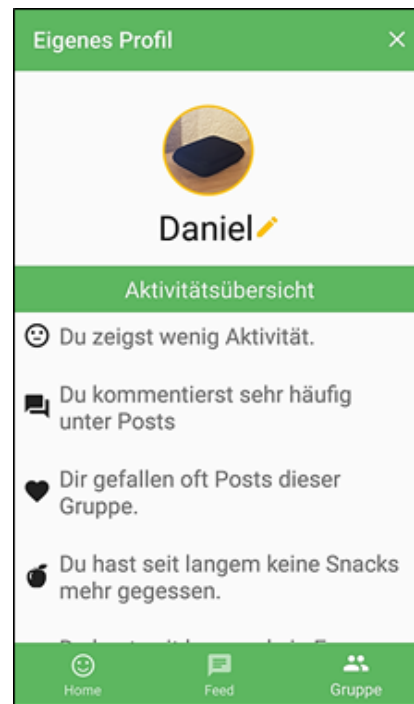 Eigenes Profil
Daniel
Aktivitätsübersicht
Du zeigst wenig Aktivität.
Du kommentierst sehr häufig
unter Posts
Dir gefallen oft Posts dieser
Gruppe.
Du hast seit langem keine Snacks
mehr gegessen.
Home
Feed
Gruppe